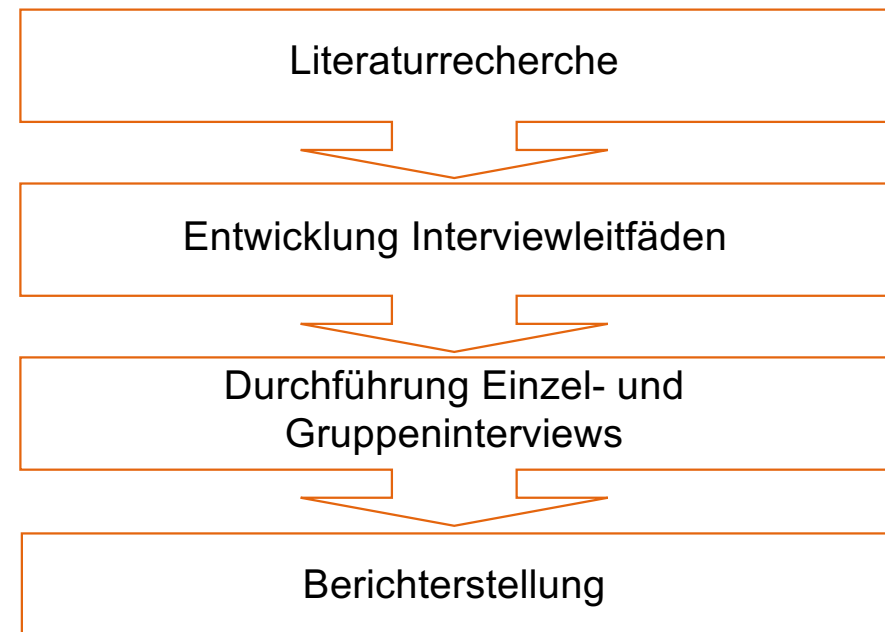 Literaturrecherche
Entwicklung Interviewleitfäden
Durchführung Einzel- und
Gruppeninterviews
Berichterstellung